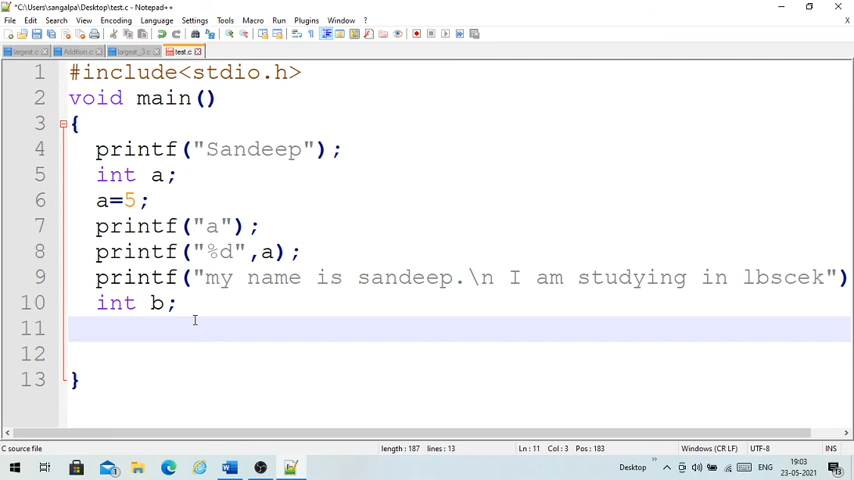 *C:\Users\sangalpa\Desktop\test.c - Notepad++
File Edit Search View Encoding Language Settings Tools Macro Run Plugins Window ?
X
largest.c Addition.c largest_3.c test.c
1 #include<stdio.h>
2 void main()
3 {
4 printf("Sandeep");
5 int a;
6 a=5;
7 printf("a");
8 printf("%d",a);
9 printf("my name is sandeep.\n I am studying in lbscek")
10 int b;
11
12
13 }
C source file length : 187 lines : 13 Ln : 11 Col : 3 Pos : 183 Windows (CR LF) UTF-8 INS
Desktop ENG 19:03
23-05-2021